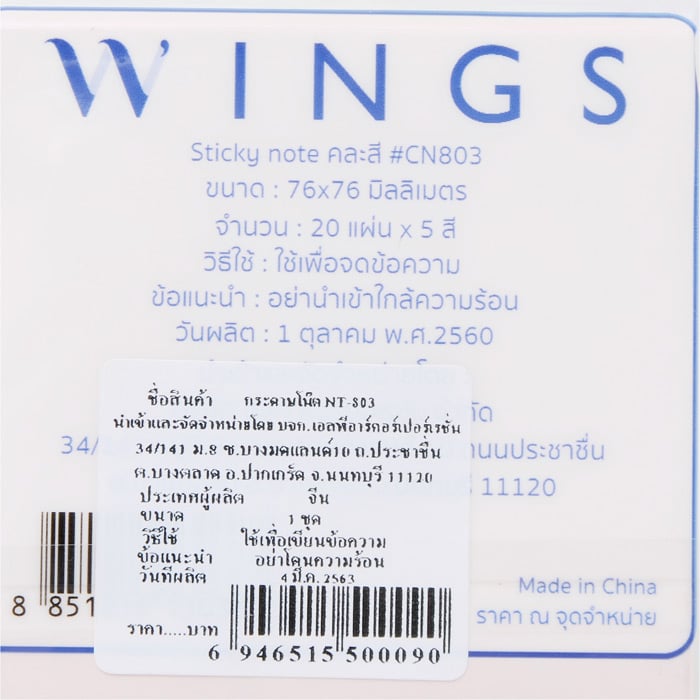 WINGS
Sticky note คละสี #CN803
ขนาด : 76x76 มิลลิเมตร
จำนวน : 20 แผ่น x 5 สี
วิธีใช้ : ใช้เพื่อจดข้อความ
ข้อแนะนำ : อย่านำเข้าใกล้ความร้อน
วันผลิต : 1 ตุลาคม พ.ศ.2560
34/
ถนนประชาชื่น
11120
ชื่อสินค้า กระดาษโน๊ต NT-803
นำเข้าและจัดจำหน่ายโดย บจก.เอลพีอาร์คอร์เปอร์เรชั่น
34/141 ม.8 ซ.บางมดแลนด์10 ถ.ประชาชื่น
ต.บางตลาด อ.ปากเกร็ด จ.นนทบุรี 11120
ประเทศผู้ผลิต จีน
ขนาด 1 ชุด
วิธีใช้ ใช้เพื่อเขียนข้อความ
ข้อแนะนำ อย่าโดนความร้อน
วันที่ผลิต 4 มี.ค. 2563
ราคา.....บาท
6 946515 500090
8 851
Made in China
ราคา ณ จุดจำหน่าย